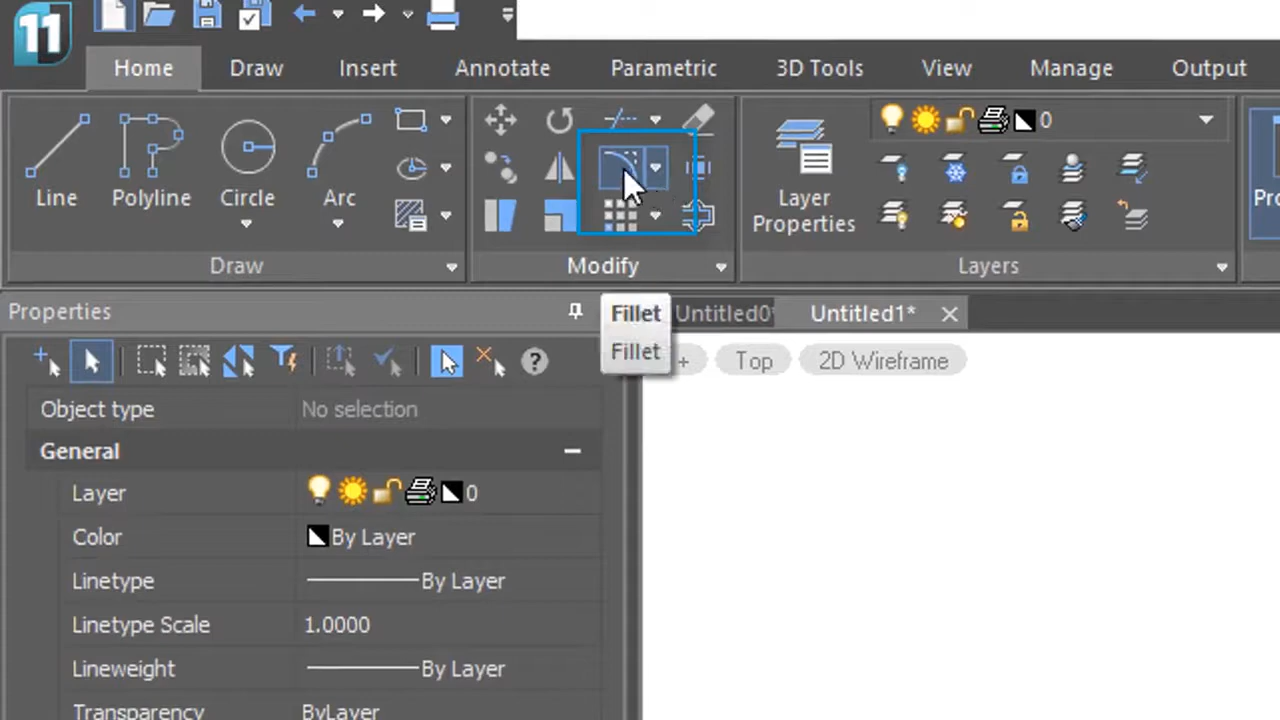 11
Home Draw Insert Annotate Parametric 3D Tools View Manage Output
0
Line Polyline Circle Arc
Layer
Properties
Pro
Draw Modify Layers
Properties
Fillet
Fillet
Untitled0* Untitled1*
+ Top 2D Wireframe
Object type No selection
General
Layer 0
Color By Layer
Linetype By Layer
Linetype Scale 1.0000
Lineweight By Layer
Transparency ByLayer